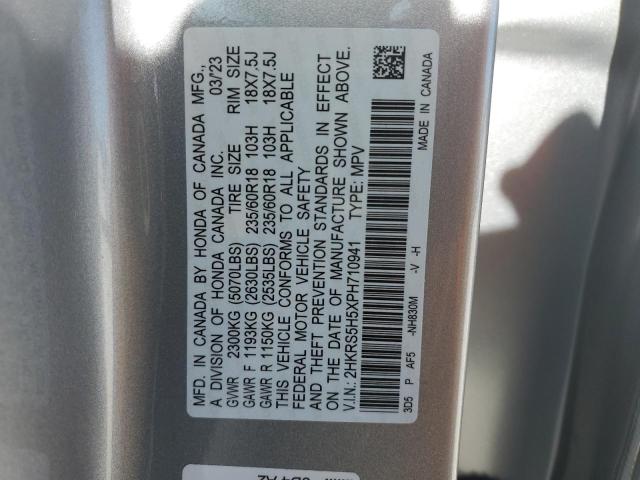 MFD. IN CANADA BY HONDA OF CANADA MFG.,
A DIVISION OF HONDA CANADA INC. 03/'23
GVWR 2300KG (5070LBS) TIRE SIZE RIM SIZE
GAWR F 1193KG (2630LBS) 235/60R18 103H 18X7.5J
GAWR R 1150KG (2535LBS) 235/60R18 103H 18X7.5J
THIS VEHICLE CONFORMS TO ALL APPLICABLE
FEDERAL MOTOR VEHICLE SAFETY
AND THEFT PREVENTION STANDARDS IN EFFECT
ON THE DATE OF MANUFACTURE SHOWN ABOVE.
V.I.N.: 2HKRS5H5XPH710941 TYPE: MPV
3D5 P AF5 -NH830M -V -H MADE IN CANADA